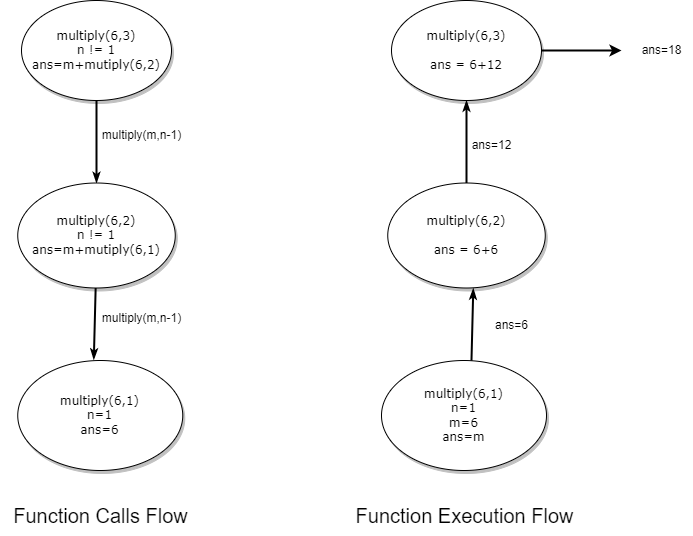 multiply(6,3)
n != 1
ans=m+mutiply(6,2)
multiply(m,n-1)
multiply(6,2)
n != 1
ans=m+mutiply(6,1)
multiply(m,n-1)
multiply(6,1)
n=1
ans=6
Function Calls Flow
multiply(6,3)
ans = 6+12
ans=18
ans=12
multiply(6,2)
ans = 6+6
ans=6
multiply(6,1)
n=1
m=6
ans=m
Function Execution Flow